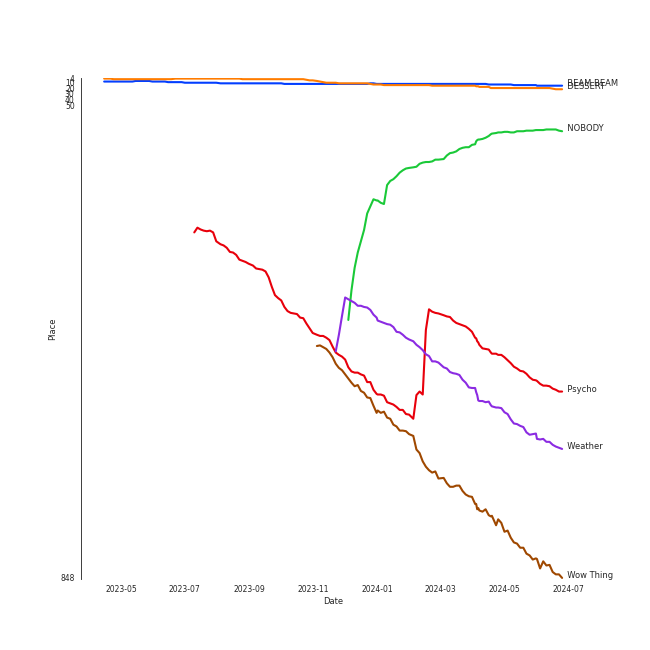 4
10
20
30
40
50
BEAM BEAM
DESSERT
NOBODY
Psycho
Weather
Wow Thing
848
Place
2023-05
2023-07
2023-09
2023-11
2024-01
2024-03
2024-05
2024-07
Date